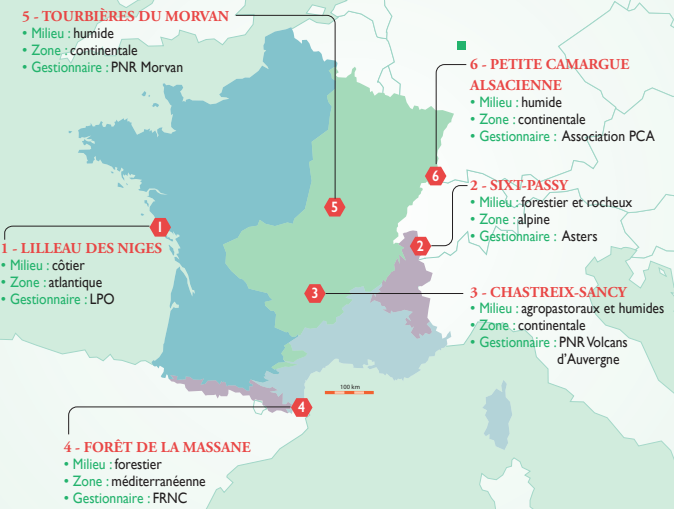 5 - TOURBIÈRES DU MORVAN
• Milieu : humide
• Zone : continentale
• Gestionnaire : PNR Morvan
6 - PETITE CAMARGUE
ALSACIENNE
• Milieu : humide
• Zone : continentale
• Gestionnaire : Association PCA
6
2 - SIXT-PASSY
• Milieu : forestier et rocheux
• Zone : alpine
• Gestionnaire : Asters
5
1
2
1 - LILLEAU DES NIGES
• Milieu : côtier
• Zone : atlantique
• Gestionnaire : LPO
3
3 - CHASTREIX-SANCY
• Milieu : agropastoraux et humides
• Zone : continentale
• Gestionnaire : PNR Volcans
d'Auvergne
100 km
4
4 - FORÊT DE LA MASSANE
• Milieu : forestier
• Zone : méditerranéenne
• Gestionnaire : FRNC